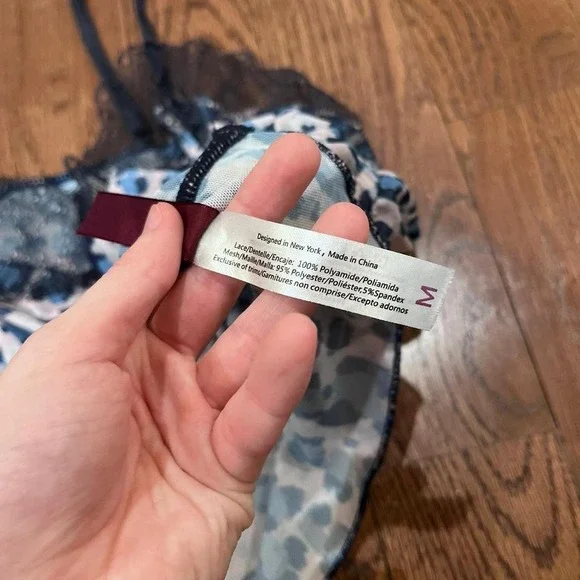 Designed in New York, Made in China
Lace/Dentelle/Encaje: 100% Polyamide/Poliamida
Mesh/Maille/Malla: 95% Polyester/Poliéster,5%Spandex
Exclusive of trim/Garnitures non comprise/Excepto adornos
M